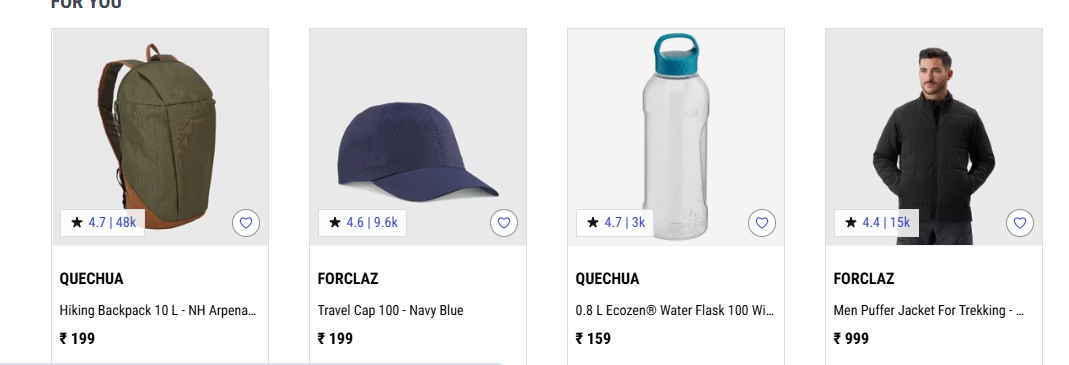 FOR YOU
4.7 | 48k
4.6 | 9.6k
4.7 | 3k
4.4 | 15k
QUECHUA
FORCLAZ
QUECHUA
FORCLAZ
Hiking Backpack 10 L - NH Arpena...
Travel Cap 100 - Navy Blue
0.8 L Ecozen® Water Flask 100 Wi...
Men Puffer Jacket For Trekking - ...
₹ 199
₹ 199
₹ 159
₹ 999